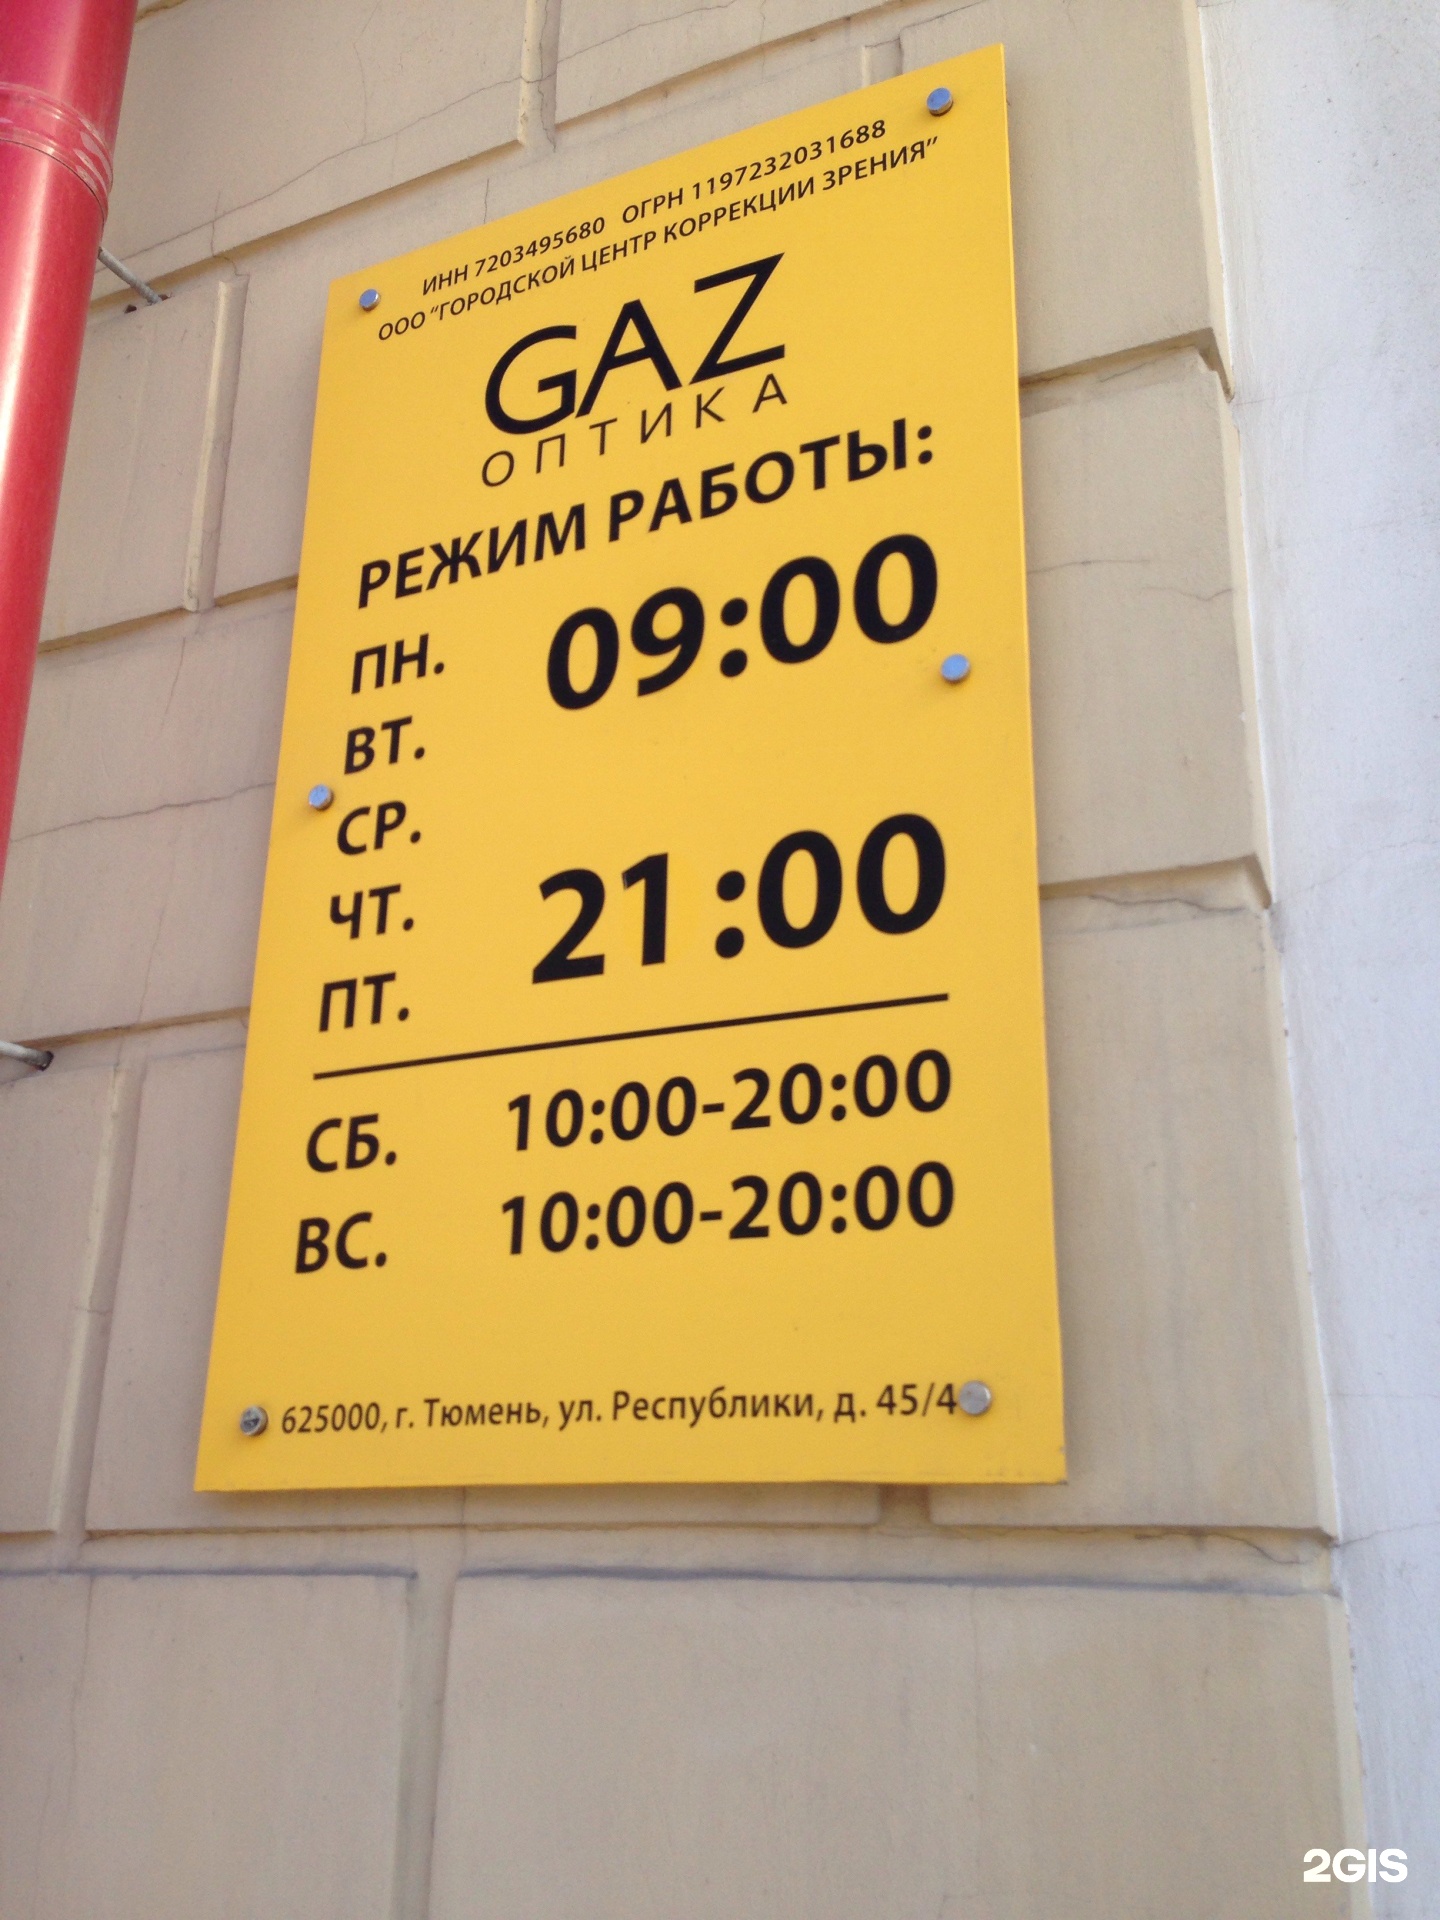 ИНН 7203495680 ОГРН 1197232031688
ООО "ГОРОДСКОЙ ЦЕНТР КОРРЕКЦИИ ЗРЕНИЯ"
GAZ
ОПТИКА
РЕЖИМ РАБОТЫ:
ПН. 09:00
ВТ.
СР.
ЧТ. 21:00
ПТ.
СБ. 10:00-20:00
ВС. 10:00-20:00
625000, г. Тюмень, ул. Республики, д. 45/4
2GIS